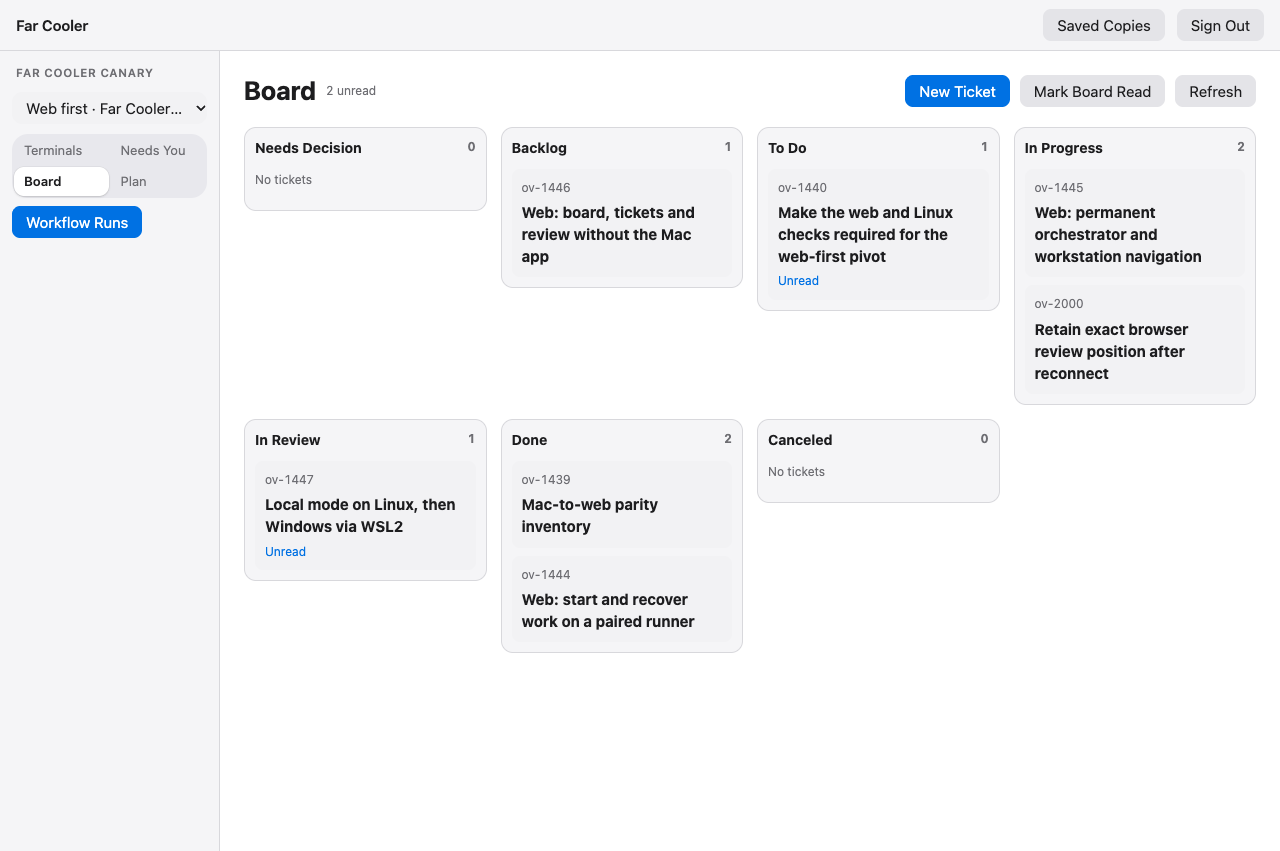 Far Cooler
Saved Copies
Sign Out
FAR COOLER CANARY
Web first · Far Cooler...
Terminals
Needs You
Board
Plan
Workflow Runs
Board
2 unread
New Ticket
Mark Board Read
Refresh
Needs Decision
0
No tickets
Backlog
1
ov-1446
Web: board, tickets and
review without the Mac
app
To Do
1
ov-1440
Make the web and Linux
checks required for the
web-first pivot
Unread
In Progress
2
ov-1445
Web: permanent
orchestrator and
workstation navigation
ov-2000
Retain exact browser
review position after
reconnect
In Review
1
ov-1447
Local mode on Linux, then
Windows via WSL2
Unread
Done
2
ov-1439
Mac-to-web parity
inventory
ov-1444
Web: start and recover
work on a paired runner
Canceled
0
No tickets